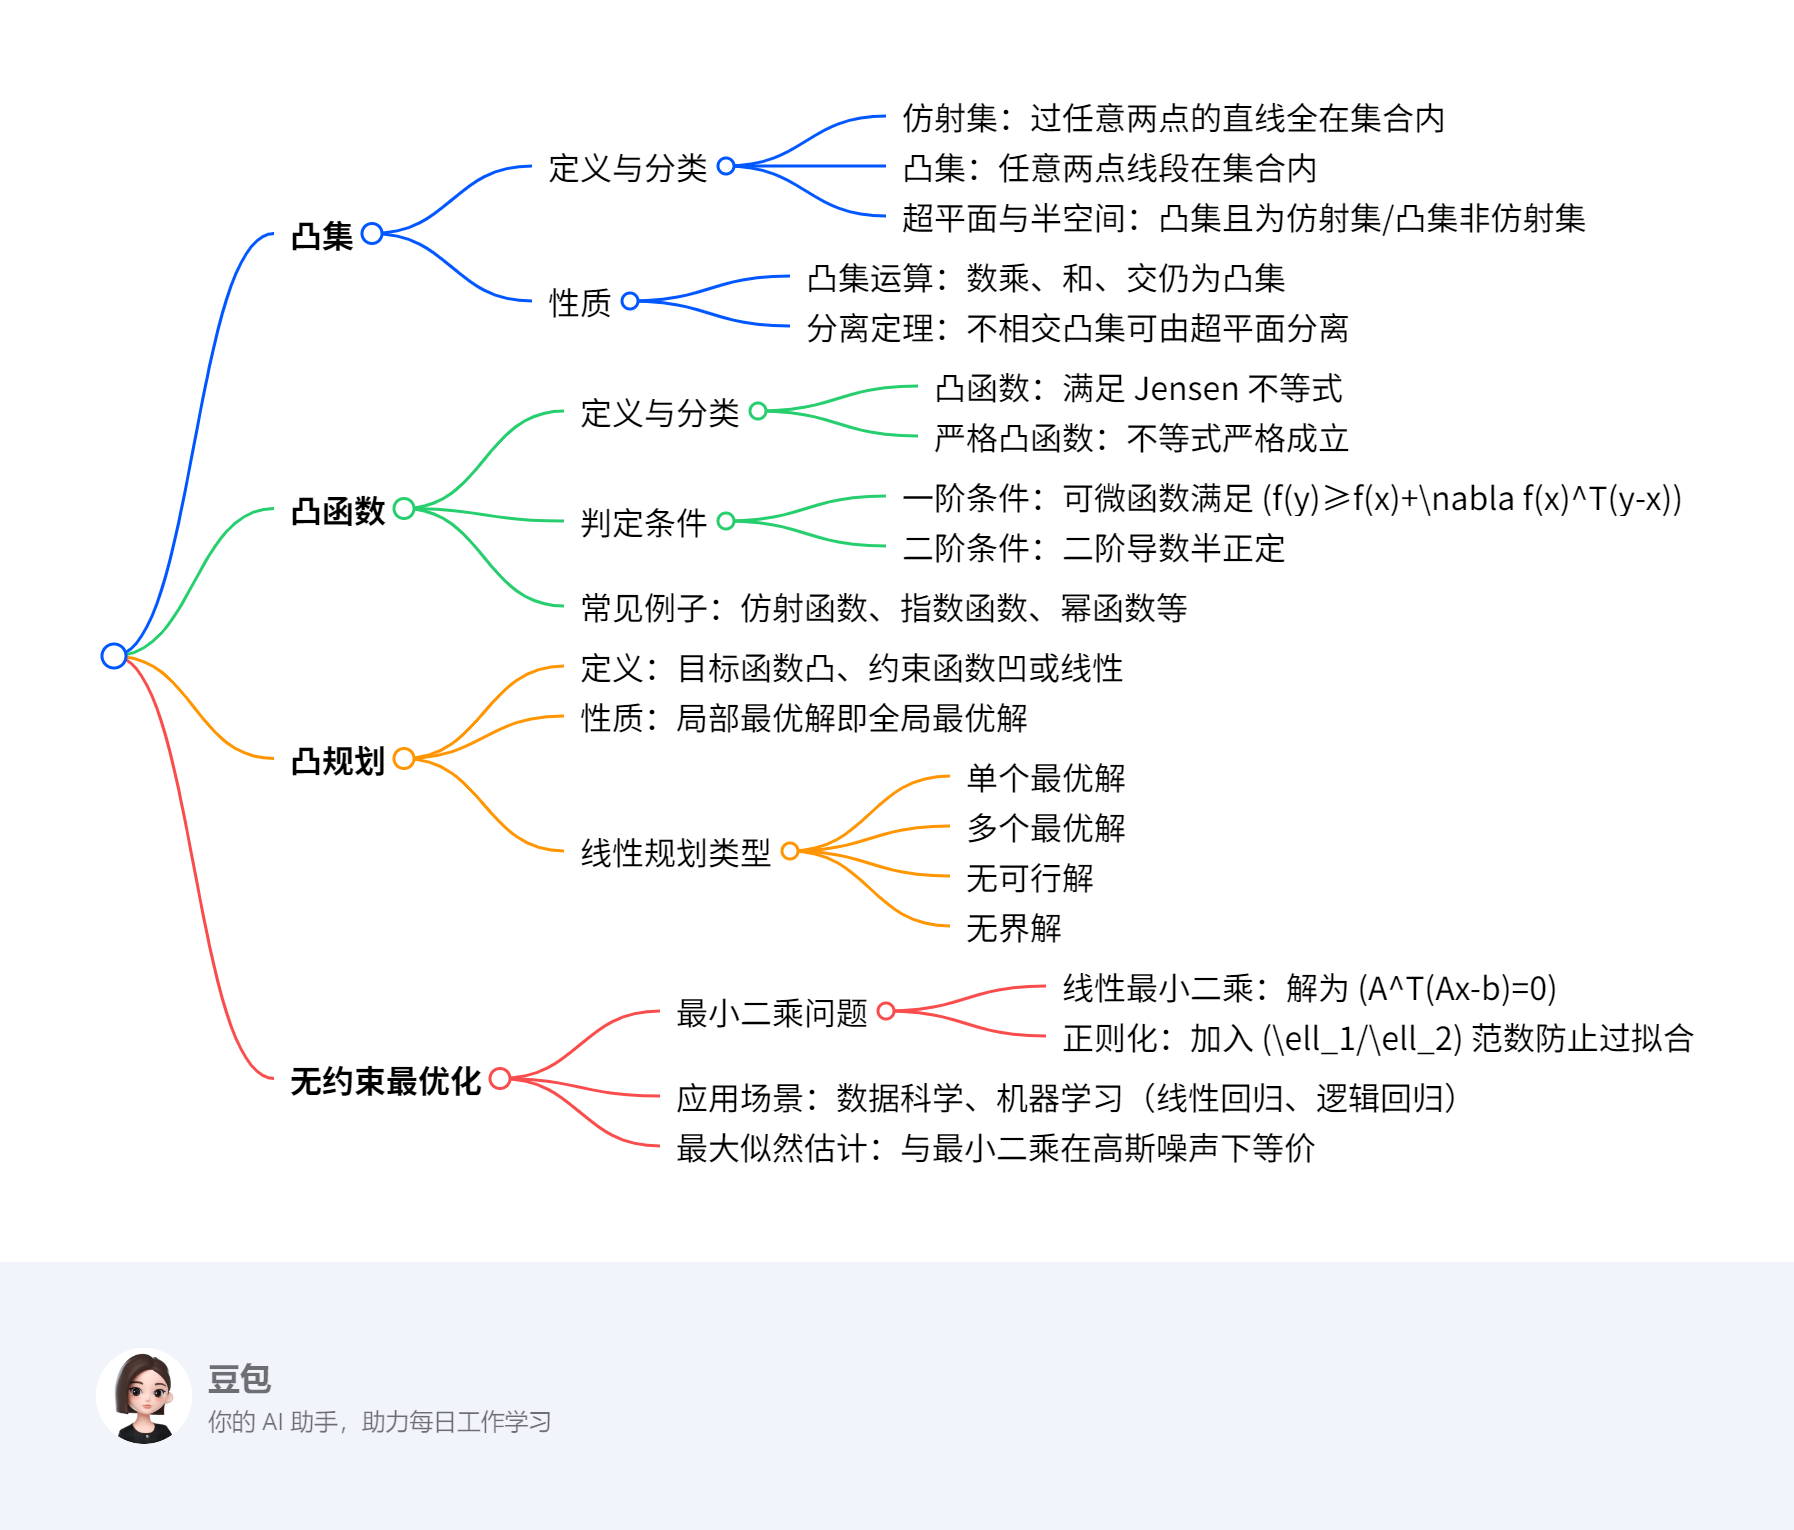 凸集
定义与分类
仿射集：过任意两点的直线全在集合内
凸集：任意两点线段在集合内
超平面与半空间：凸集且为仿射集/凸集非仿射集
性质
凸集运算：数乘、和、交仍为凸集
分离定理：不相交凸集可由超平面分离
凸函数
定义与分类
凸函数：满足 Jensen 不等式
严格凸函数：不等式严格成立
判定条件
一阶条件：可微函数满足 (f(y)≥f(x)+\nabla f(x)^T(y-x))
二阶条件：二阶导数半正定
常见例子：仿射函数、指数函数、幂函数等
凸规划
定义：目标函数凸、约束函数凹或线性
性质：局部最优解即全局最优解
线性规划类型
单个最优解
多个最优解
无可行解
无界解
无约束最优化
最小二乘问题
线性最小二乘：解为 (A^T(Ax-b)=0)
正则化：加入 (\ell_1/\ell_2) 范数防止过拟合
应用场景：数据科学、机器学习（线性回归、逻辑回归）
最大似然估计：与最小二乘在高斯噪声下等价
豆包
你的 AI 助手，助力每日工作学习